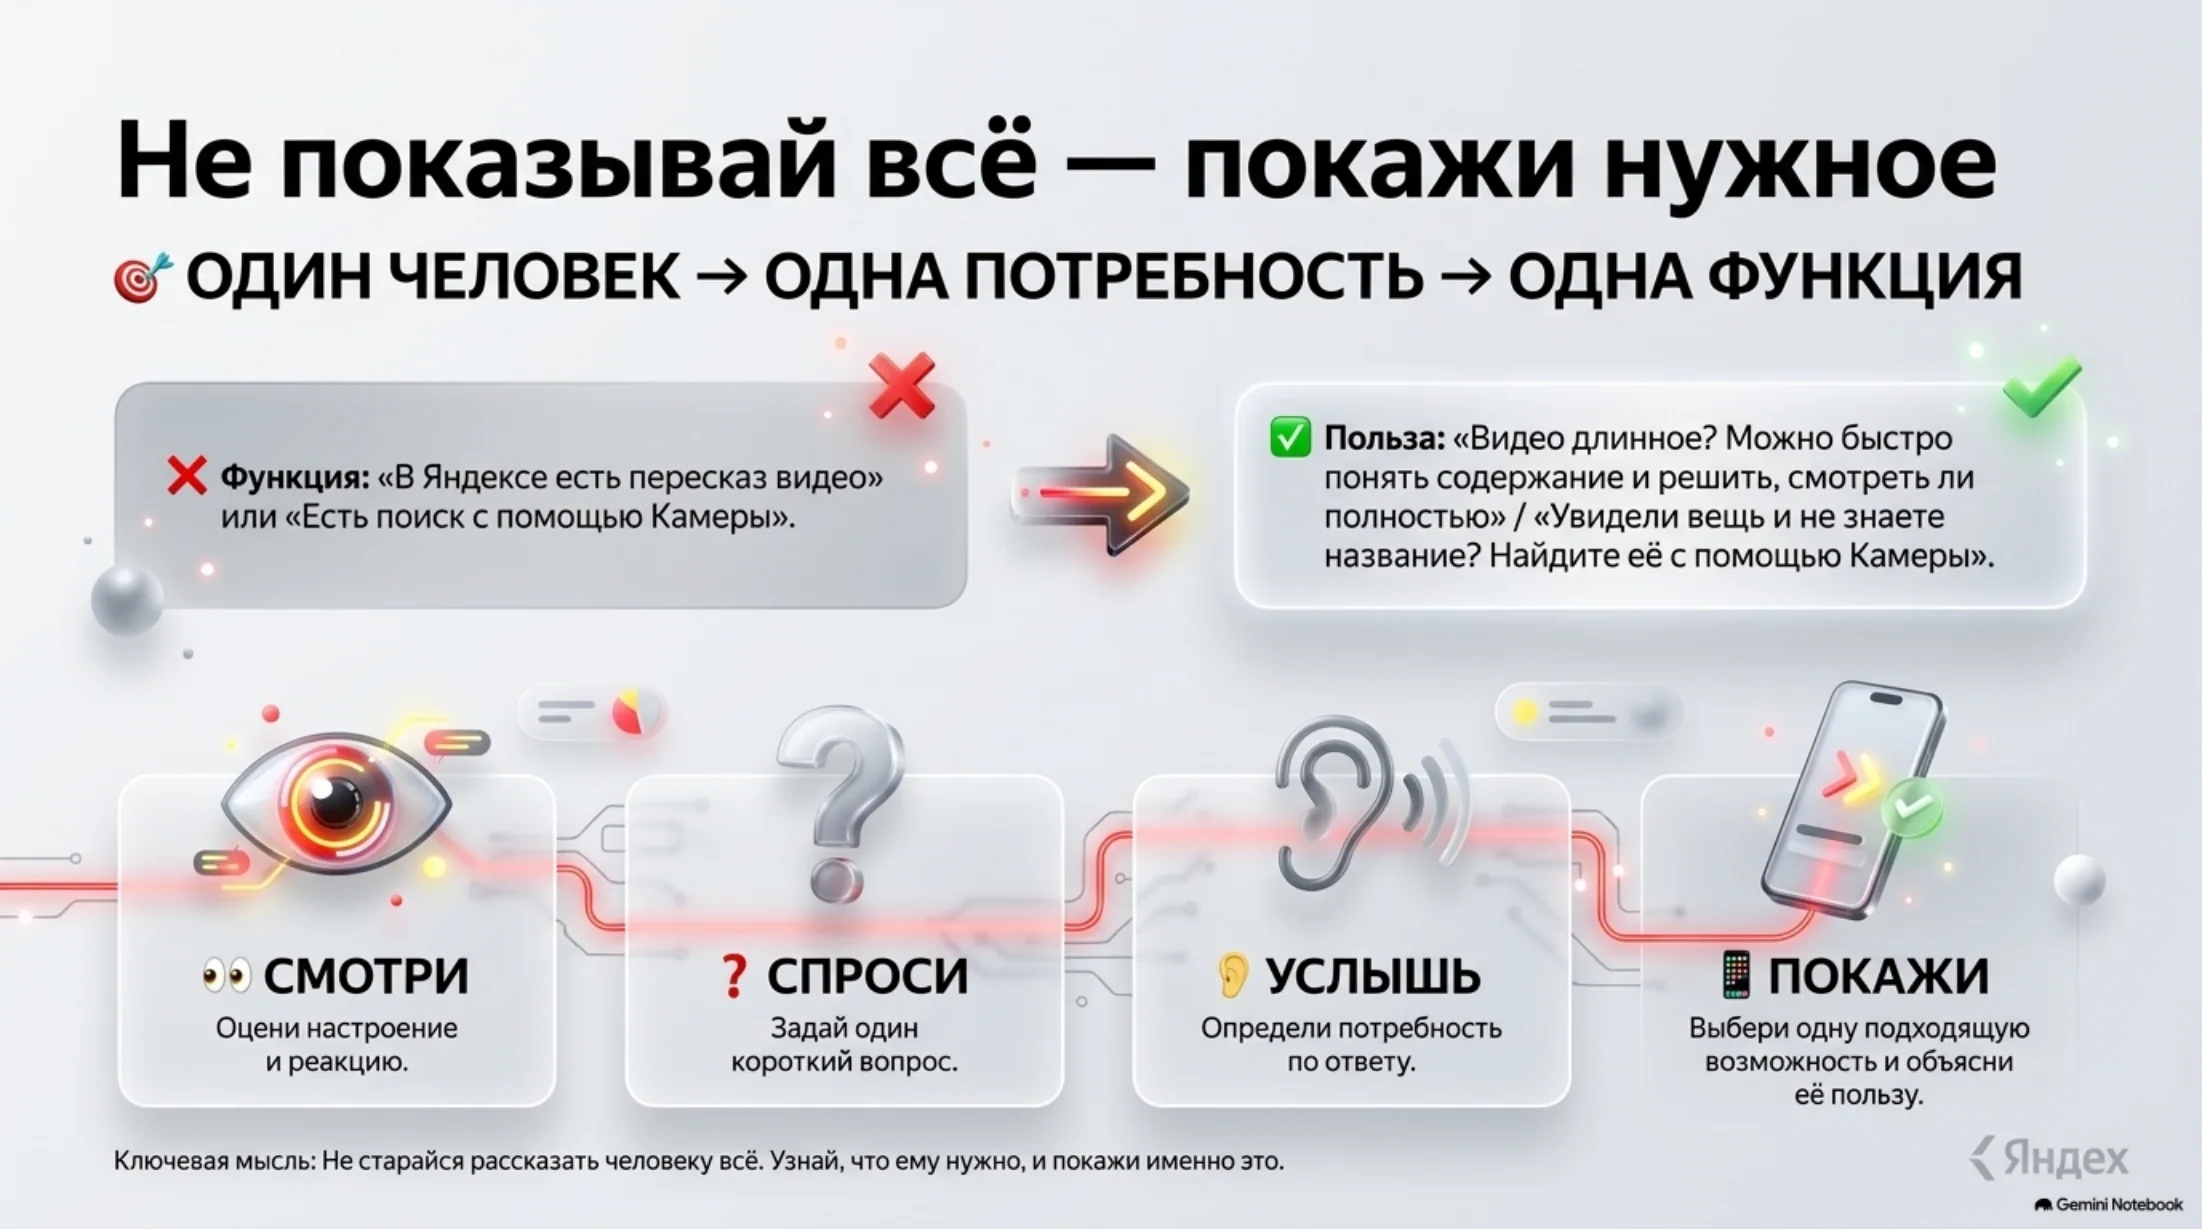 Не показывай всё — покажи нужное
🎯 ОДИН ЧЕЛОВЕК → ОДНА ПОТРЕБНОСТЬ → ОДНА ФУНКЦИЯ
❌ Функция: «В Яндексе есть пересказ видео»
или «Есть поиск с помощью Камеры».
✅ Польза: «Видео длинное? Можно быстро
понять содержание и решить, смотреть ли
полностью» / «Увидели вещь и не знаете
название? Найдите её с помощью Камеры».
👀 СМОТРИ
Оцени настроение
и реакцию.
❓ СПРОСИ
Задай один
короткий вопрос.
👂 УСЛЫШЬ
Определи потребность
по ответу.
📱 ПОКАЖИ
Выбери одну подходящую
возможность и объясни
её пользу.
Ключевая мысль: Не старайся рассказать человеку всё. Узнай, что ему нужно, и покажи именно это.
Яндех
Gemini Notebook